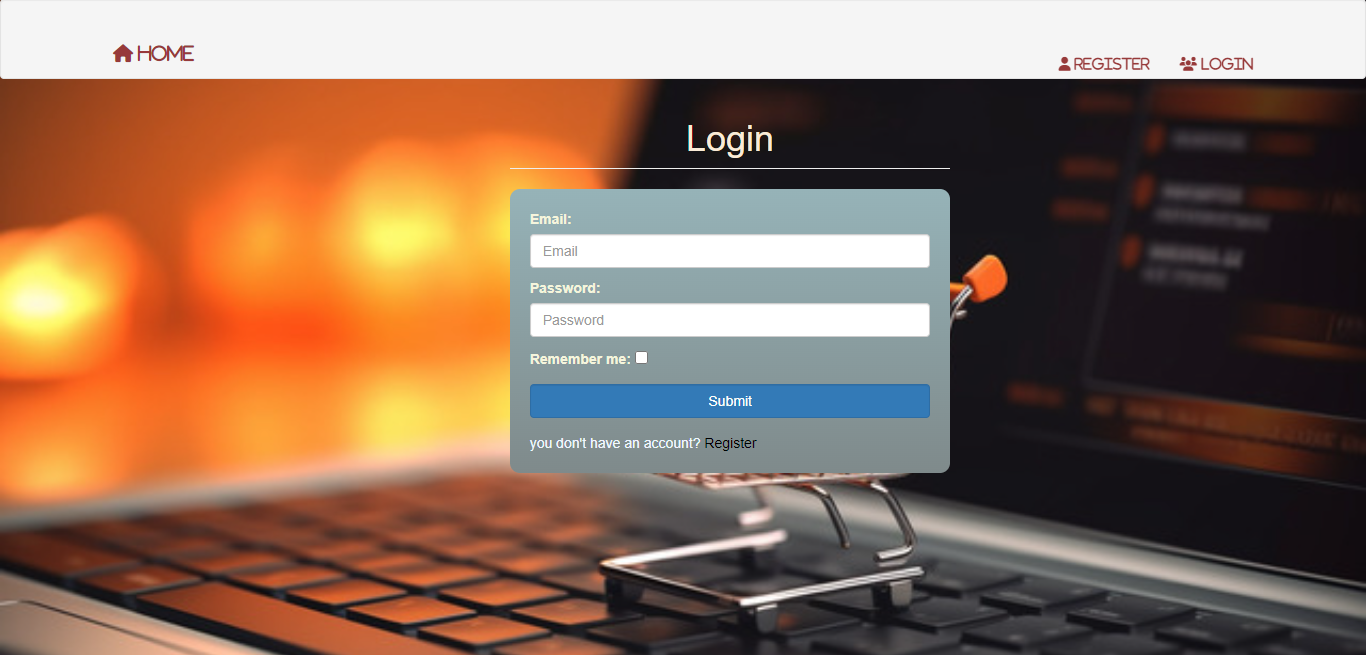 HOME
REGISTER LOGIN
Login
Email:
Email
Password:
Password
Remember me:
Submit
you don't have an account? Register